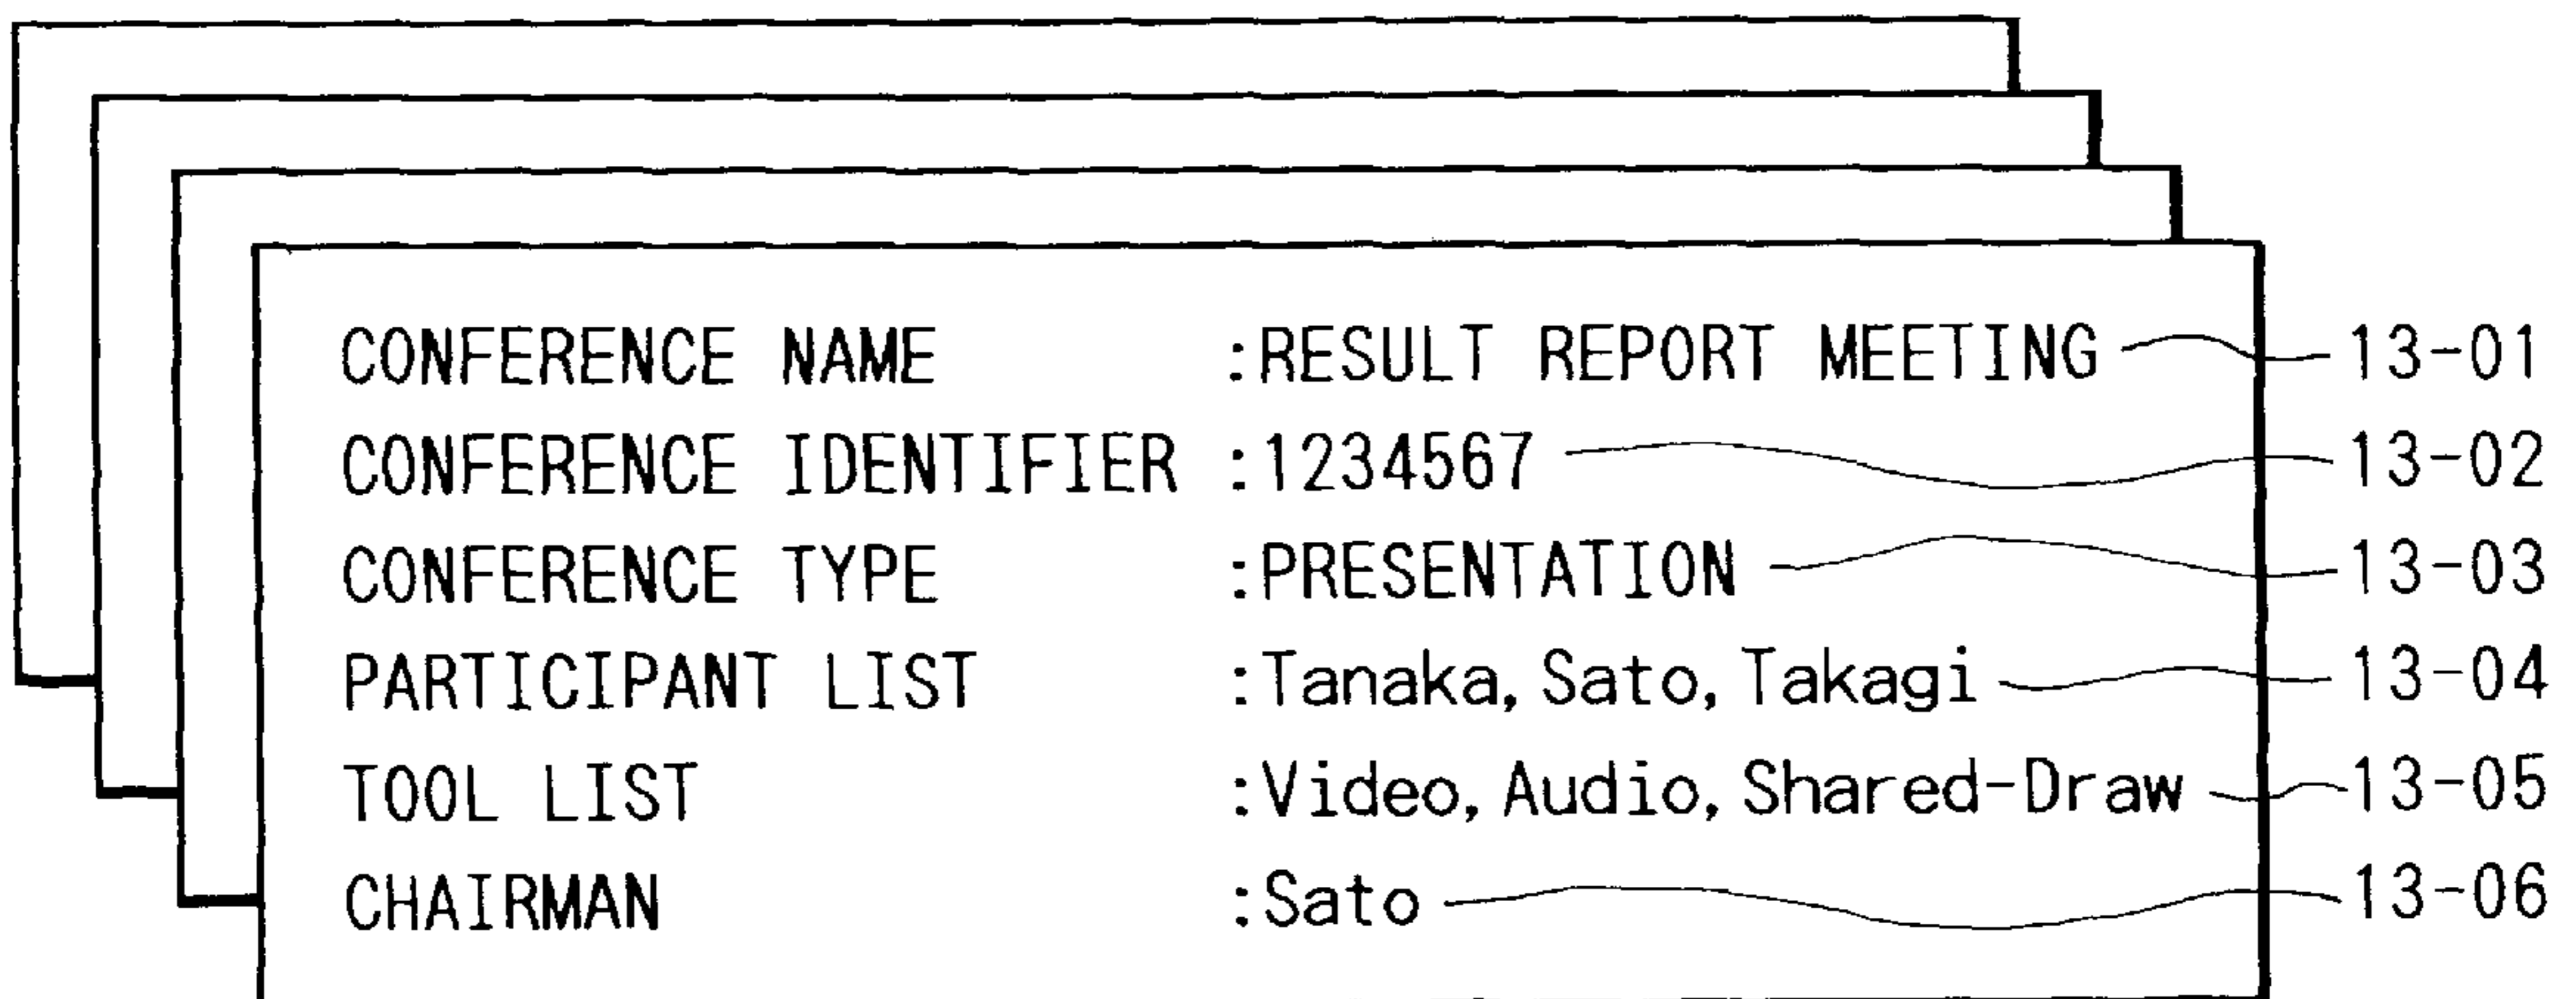 CONFERENCE NAME :RESULT REPORT MEETING 13-01
CONFERENCE IDENTIFIER :1234567 13-02
CONFERENCE TYPE :PRESENTATION 13-03
PARTICIPANT LIST :Tanaka, Sato, Takagi 13-04
TOOL LIST :Video, Audio, Shared-Draw 13-05
CHAIRMAN :Sato 13-06